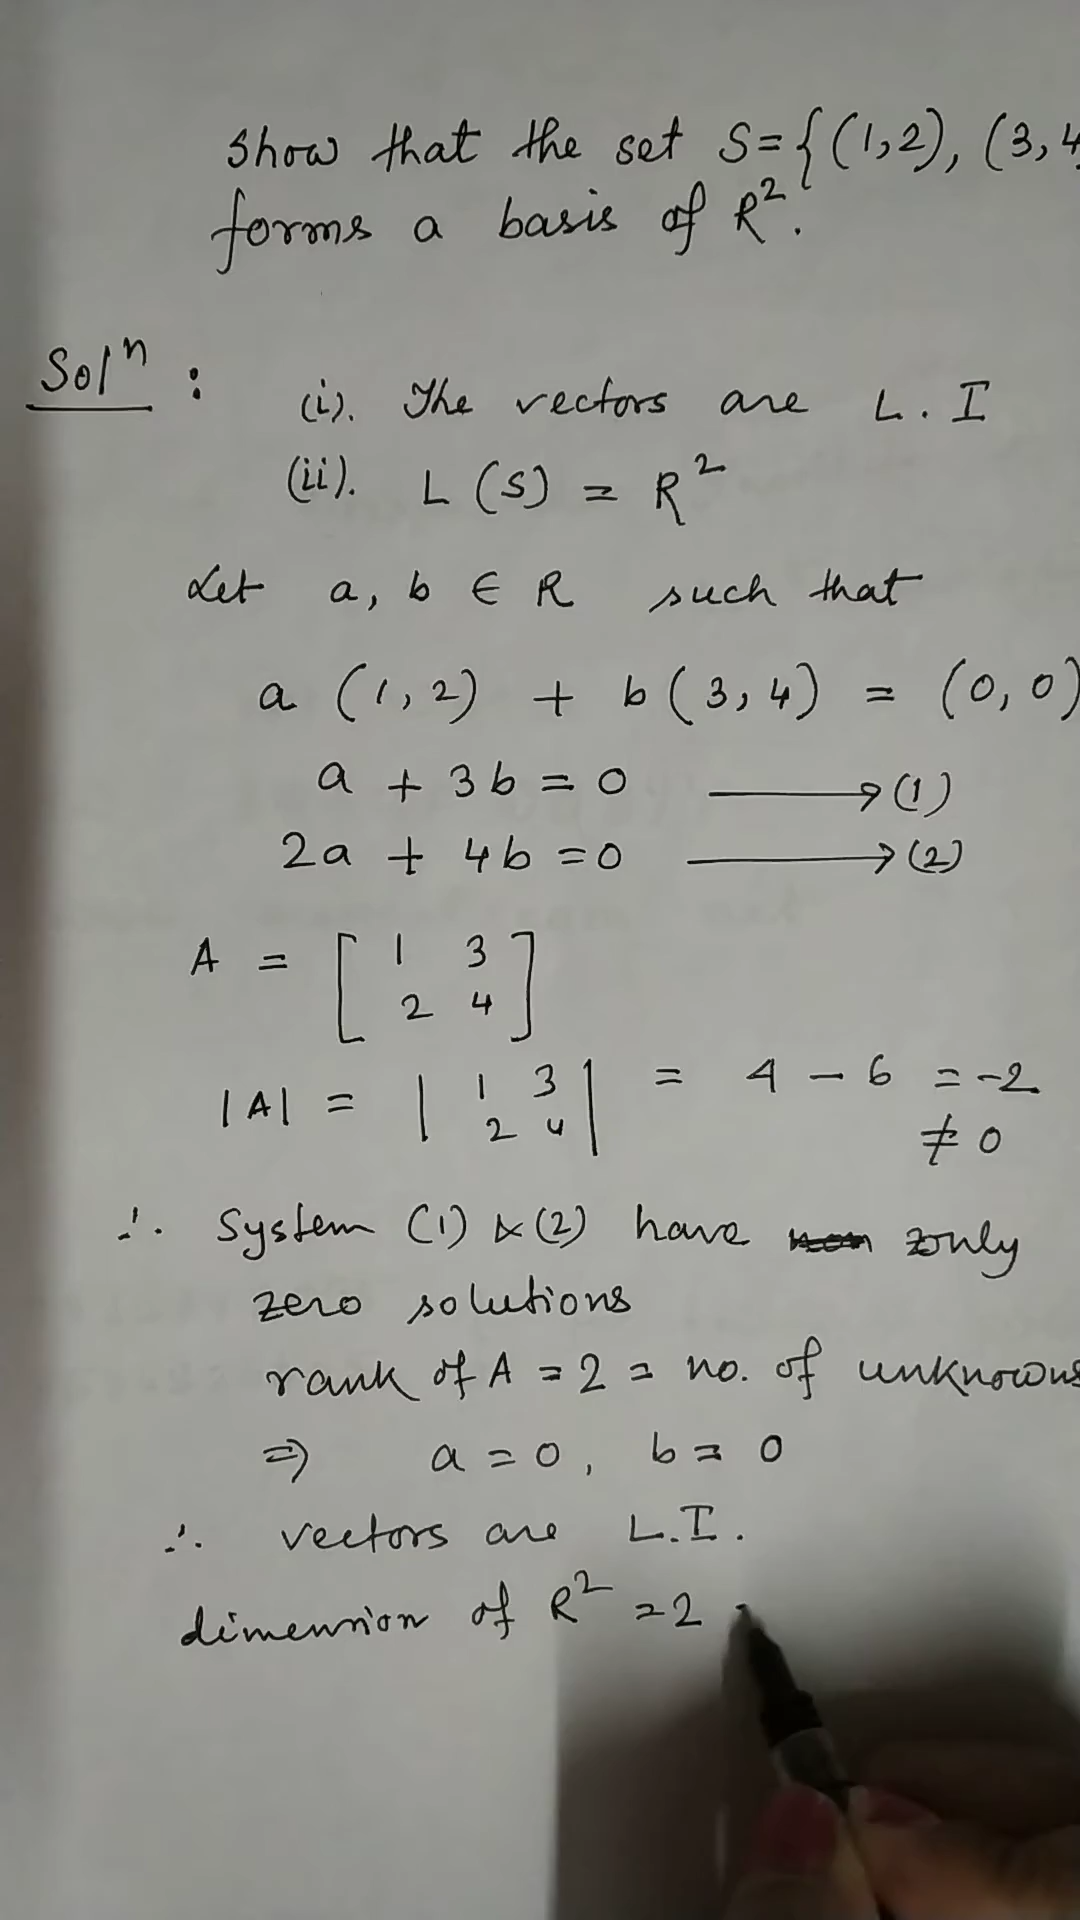 Show that the set S={(1,2), (3,4
forms a basis of R².
Solⁿ :
(i). The vectors are L.I
(ii). L(S) = R²
Let a, b ∈ R such that
a (1,2) + b(3,4) = (0,0)
a + 3b = 0 ⟶(1)
2a + 4b = 0 ⟶(2)
A = [ 1 3
2 4 ]
|A| = | 1 3
2 4 | = 4 - 6 = -2
≠ 0
∴ System (1) & (2) have only
zero solutions
rank of A = 2 = no. of unknowns
⇒ a = 0, b = 0
∴ vectors are L.I.
dimension of R² = 2